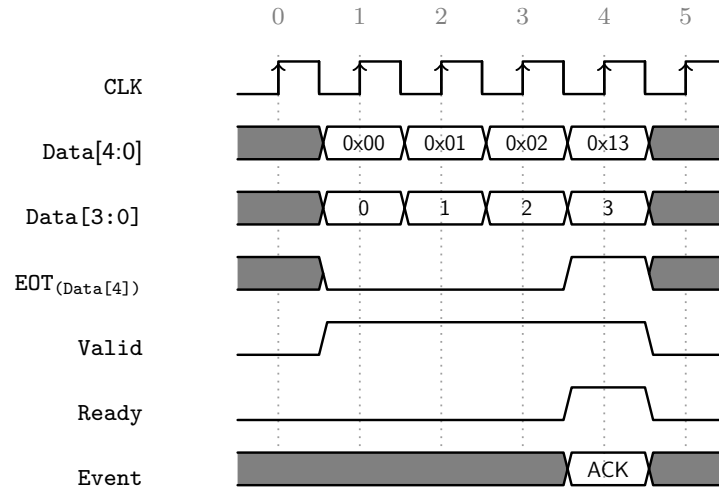 0 1 2 3 4 5
CLK
Data[4:0] 0x00 0x01 0x02 0x13
Data[3:0] 0 1 2 3
EOT(Data[4])
Valid
Ready
Event ACK